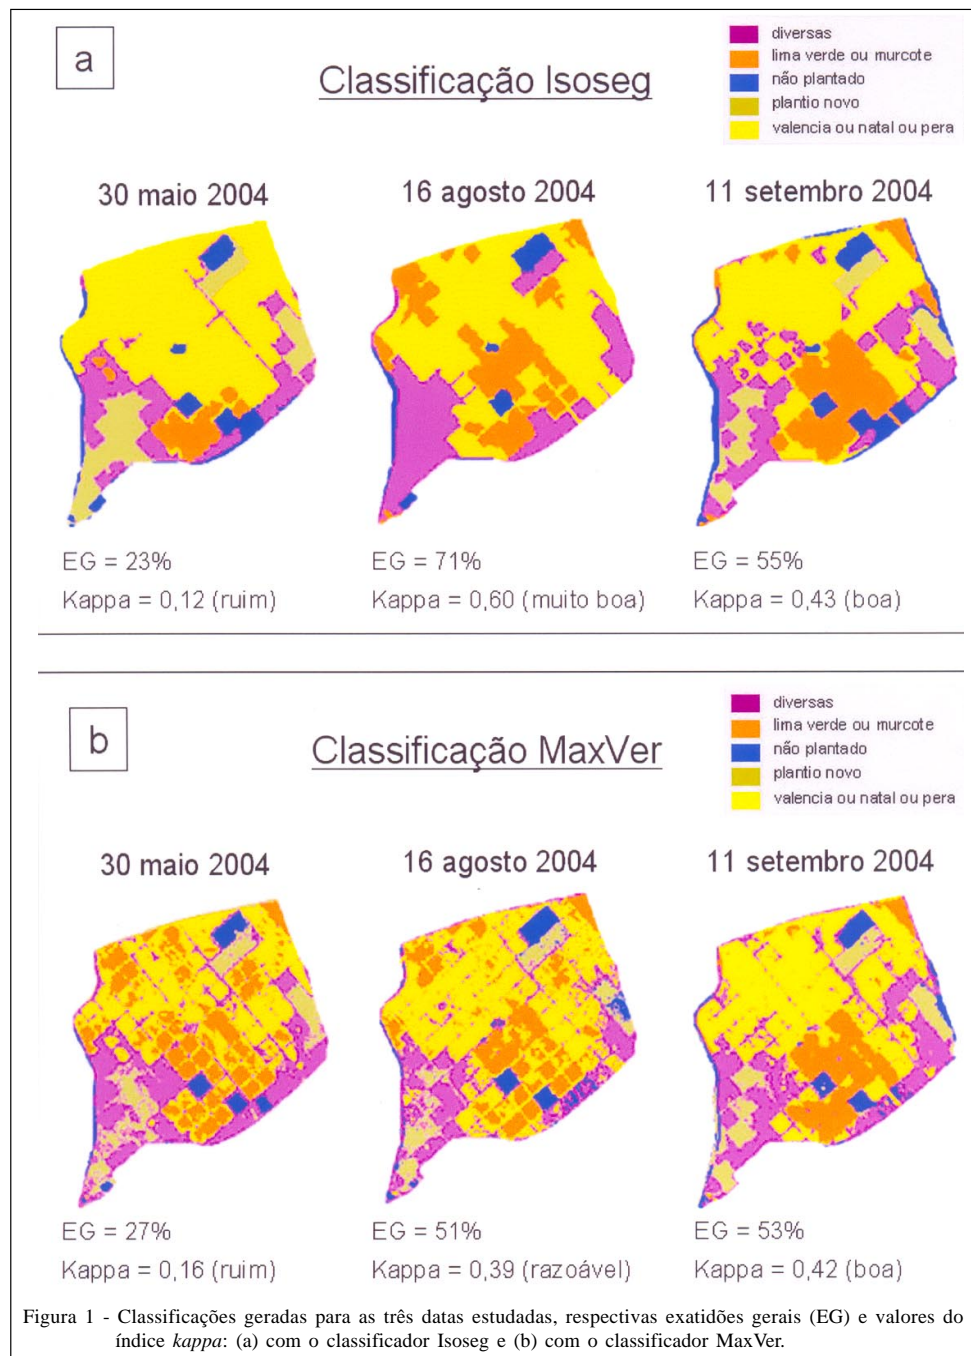 a
Classificação Isoseg
diversas
lima verde ou murcote
não plantado
plantio novo
valencia ou natal ou pera
30 maio 2004
16 agosto 2004
11 setembro 2004
EG = 23%
Kappa = 0,12 (ruim)
EG = 71%
Kappa = 0,60 (muito boa)
EG = 55%
Kappa = 0,43 (boa)
b
Classificação MaxVer
diversas
lima verde ou murcote
não plantado
plantio novo
valencia ou natal ou pera
30 maio 2004
16 agosto 2004
11 setembro 2004
EG = 27%
Kappa = 0,16 (ruim)
EG = 51%
Kappa = 0,39 (razoável)
EG = 53%
Kappa = 0,42 (boa)
Figura 1 - Classificações geradas para as três datas estudadas, respectivas exatidões gerais (EG) e valores do
índice kappa: (a) com o classificador Isoseg e (b) com o classificador MaxVer.